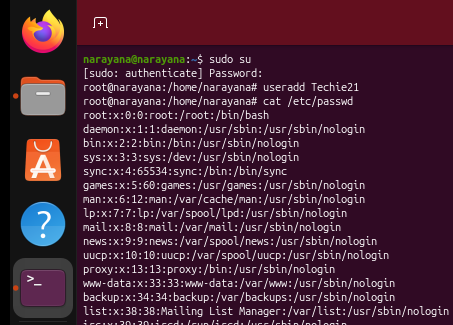 narayana@narayana:~$ sudo su
[sudo: authenticate] Password:
root@narayana:/home/narayana# useradd Techie21
root@narayana:/home/narayana# cat /etc/passwd
root:x:0:0:root:/root:/bin/bash
daemon:x:1:1:daemon:/usr/sbin:/usr/sbin/nologin
bin:x:2:2:bin:/bin:/usr/sbin/nologin
sys:x:3:3:sys:/dev:/usr/sbin/nologin
sync:x:4:65534:sync:/bin:/bin/sync
games:x:5:60:games:/usr/games:/usr/sbin/nologin
man:x:6:12:man:/var/cache/man:/usr/sbin/nologin
lp:x:7:7:lp:/var/spool/lpd:/usr/sbin/nologin
mail:x:8:8:mail:/var/mail:/usr/sbin/nologin
news:x:9:9:news:/var/spool/news:/usr/sbin/nologin
uucp:x:10:10:uucp:/var/spool/uucp:/usr/sbin/nologin
proxy:x:13:13:proxy:/bin:/usr/sbin/nologin
www-data:x:33:33:www-data:/var/www:/usr/sbin/nologin
backup:x:34:34:backup:/var/backups:/usr/sbin/nologin
list:x:38:38:Mailing List Manager:/var/list:/usr/sbin/nologin